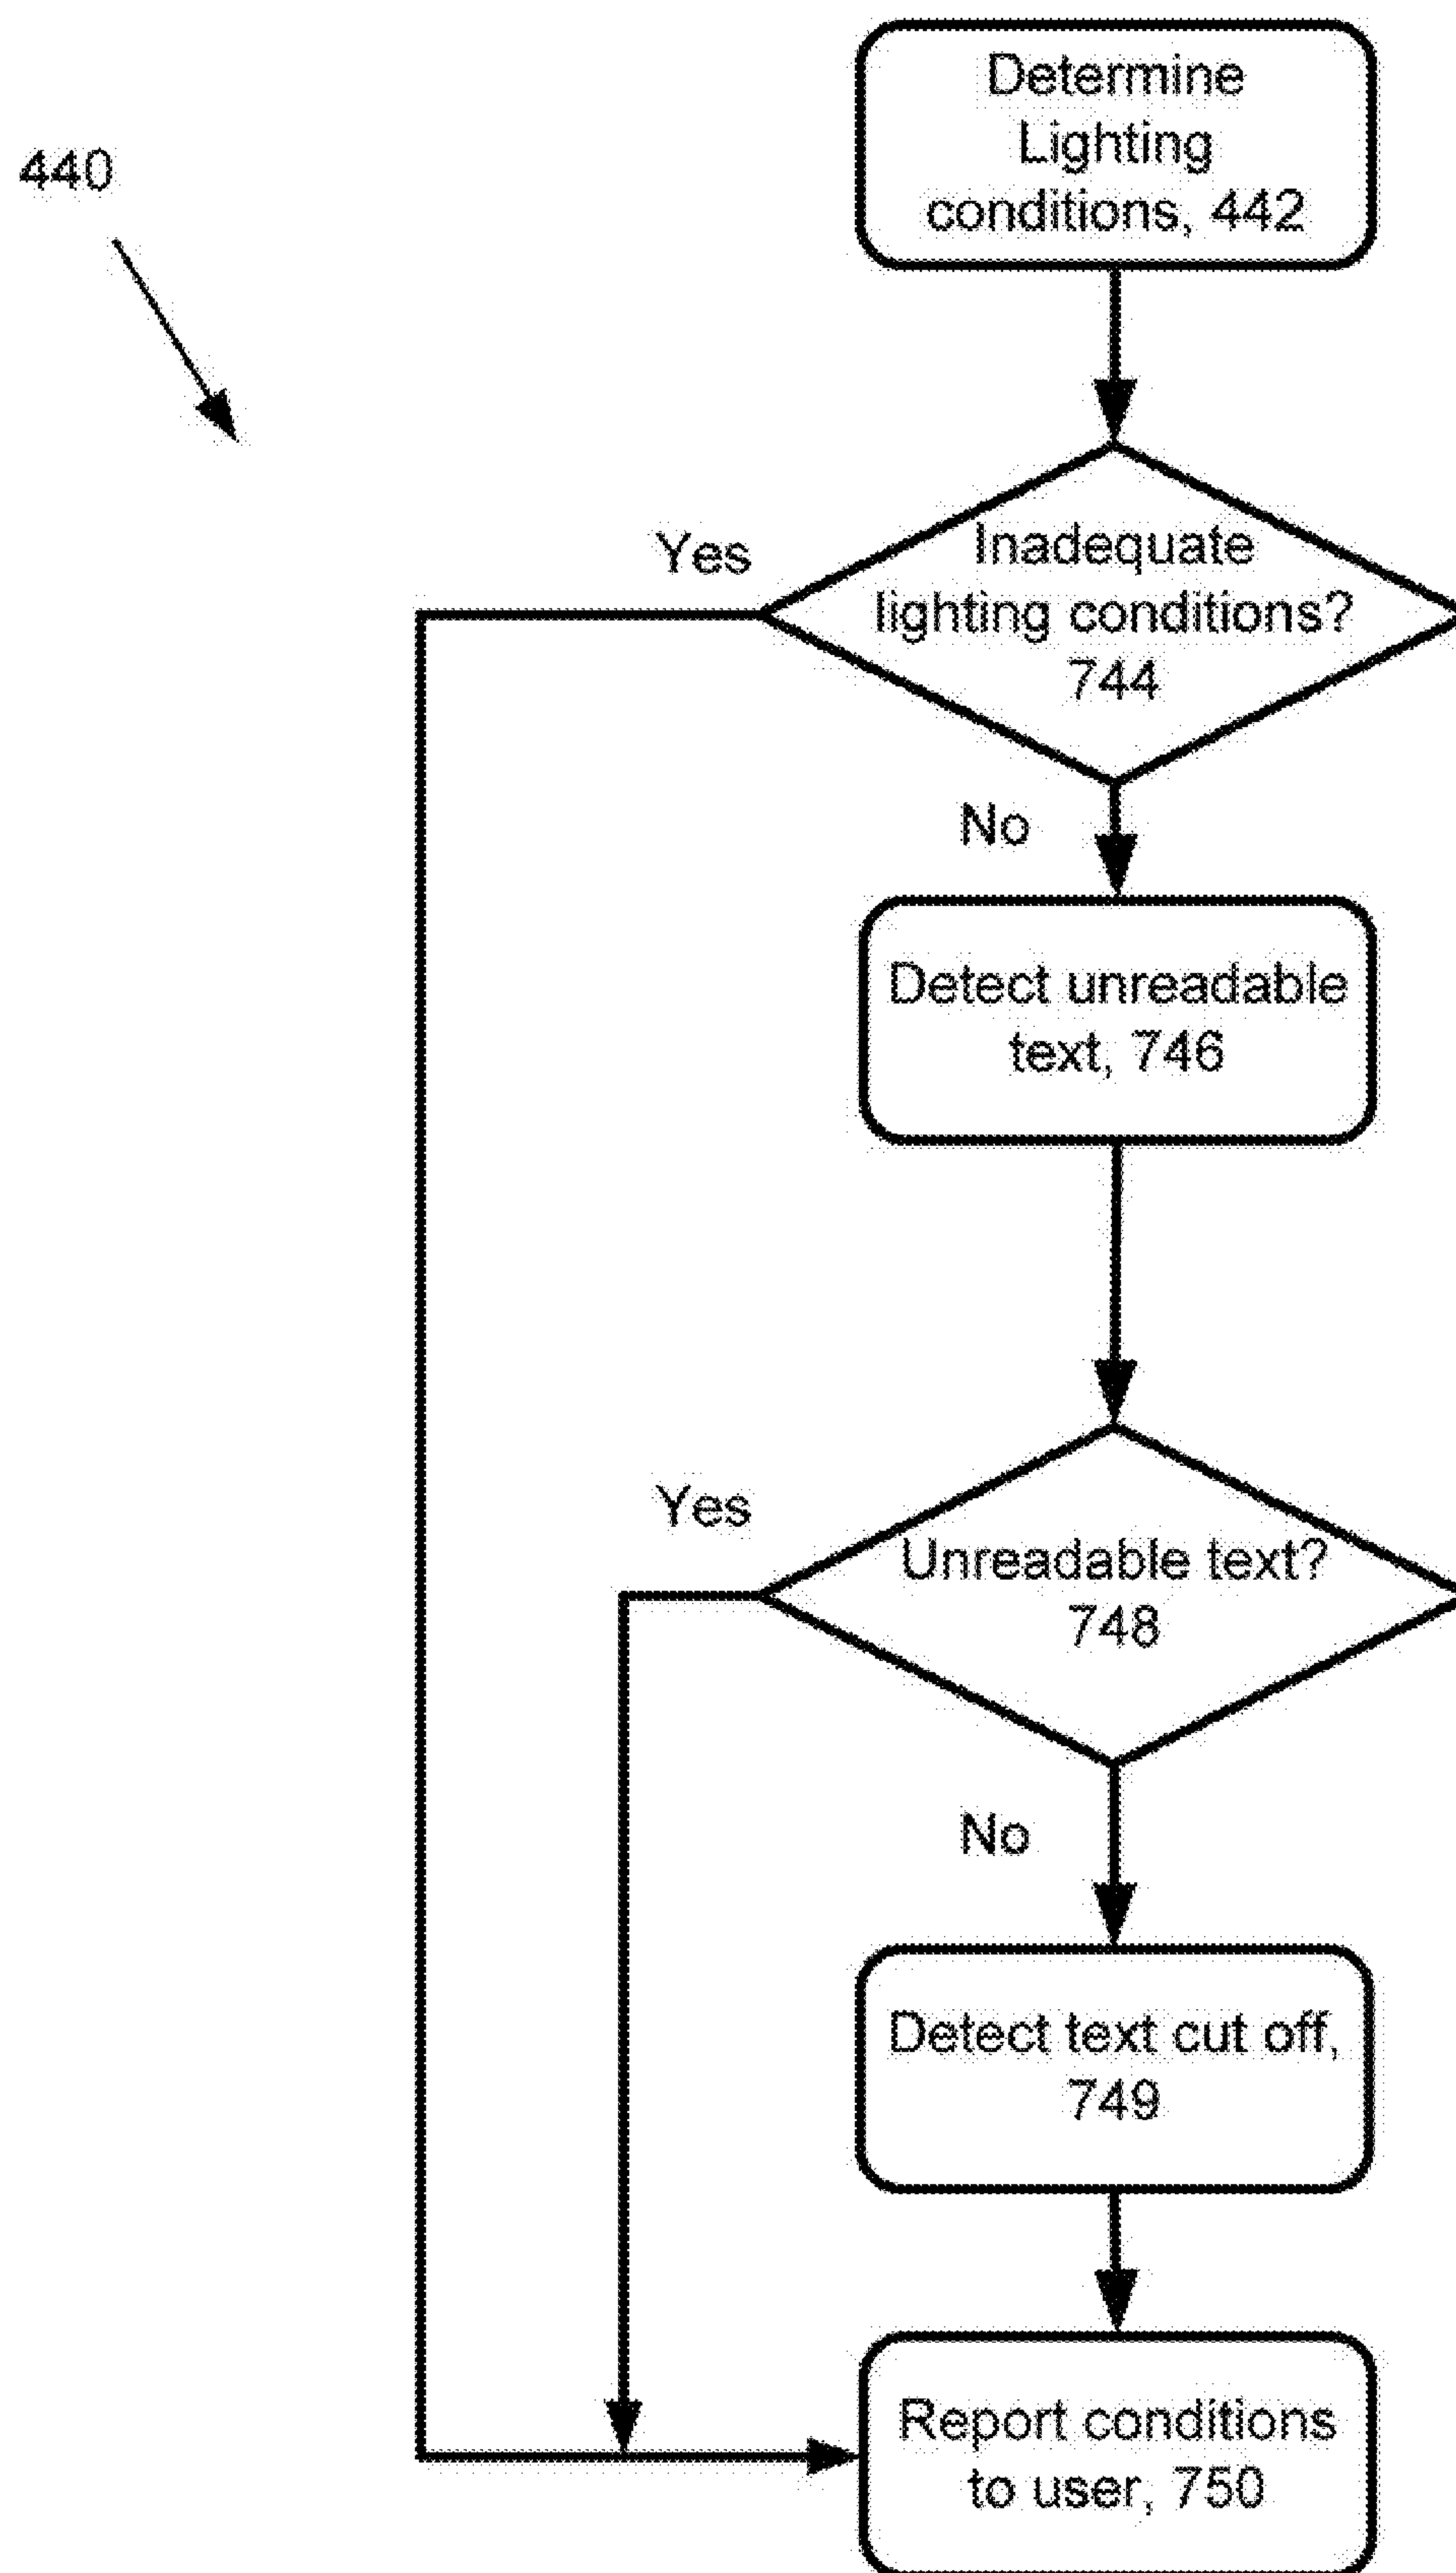 Determine
Lighting
conditions, 442
440
Yes
Inadequate
lighting conditions?
744
No
Detect unreadable
text, 746
Yes
Unreadable text?
748
No
Detect text cut off,
749
Report conditions
to user, 750